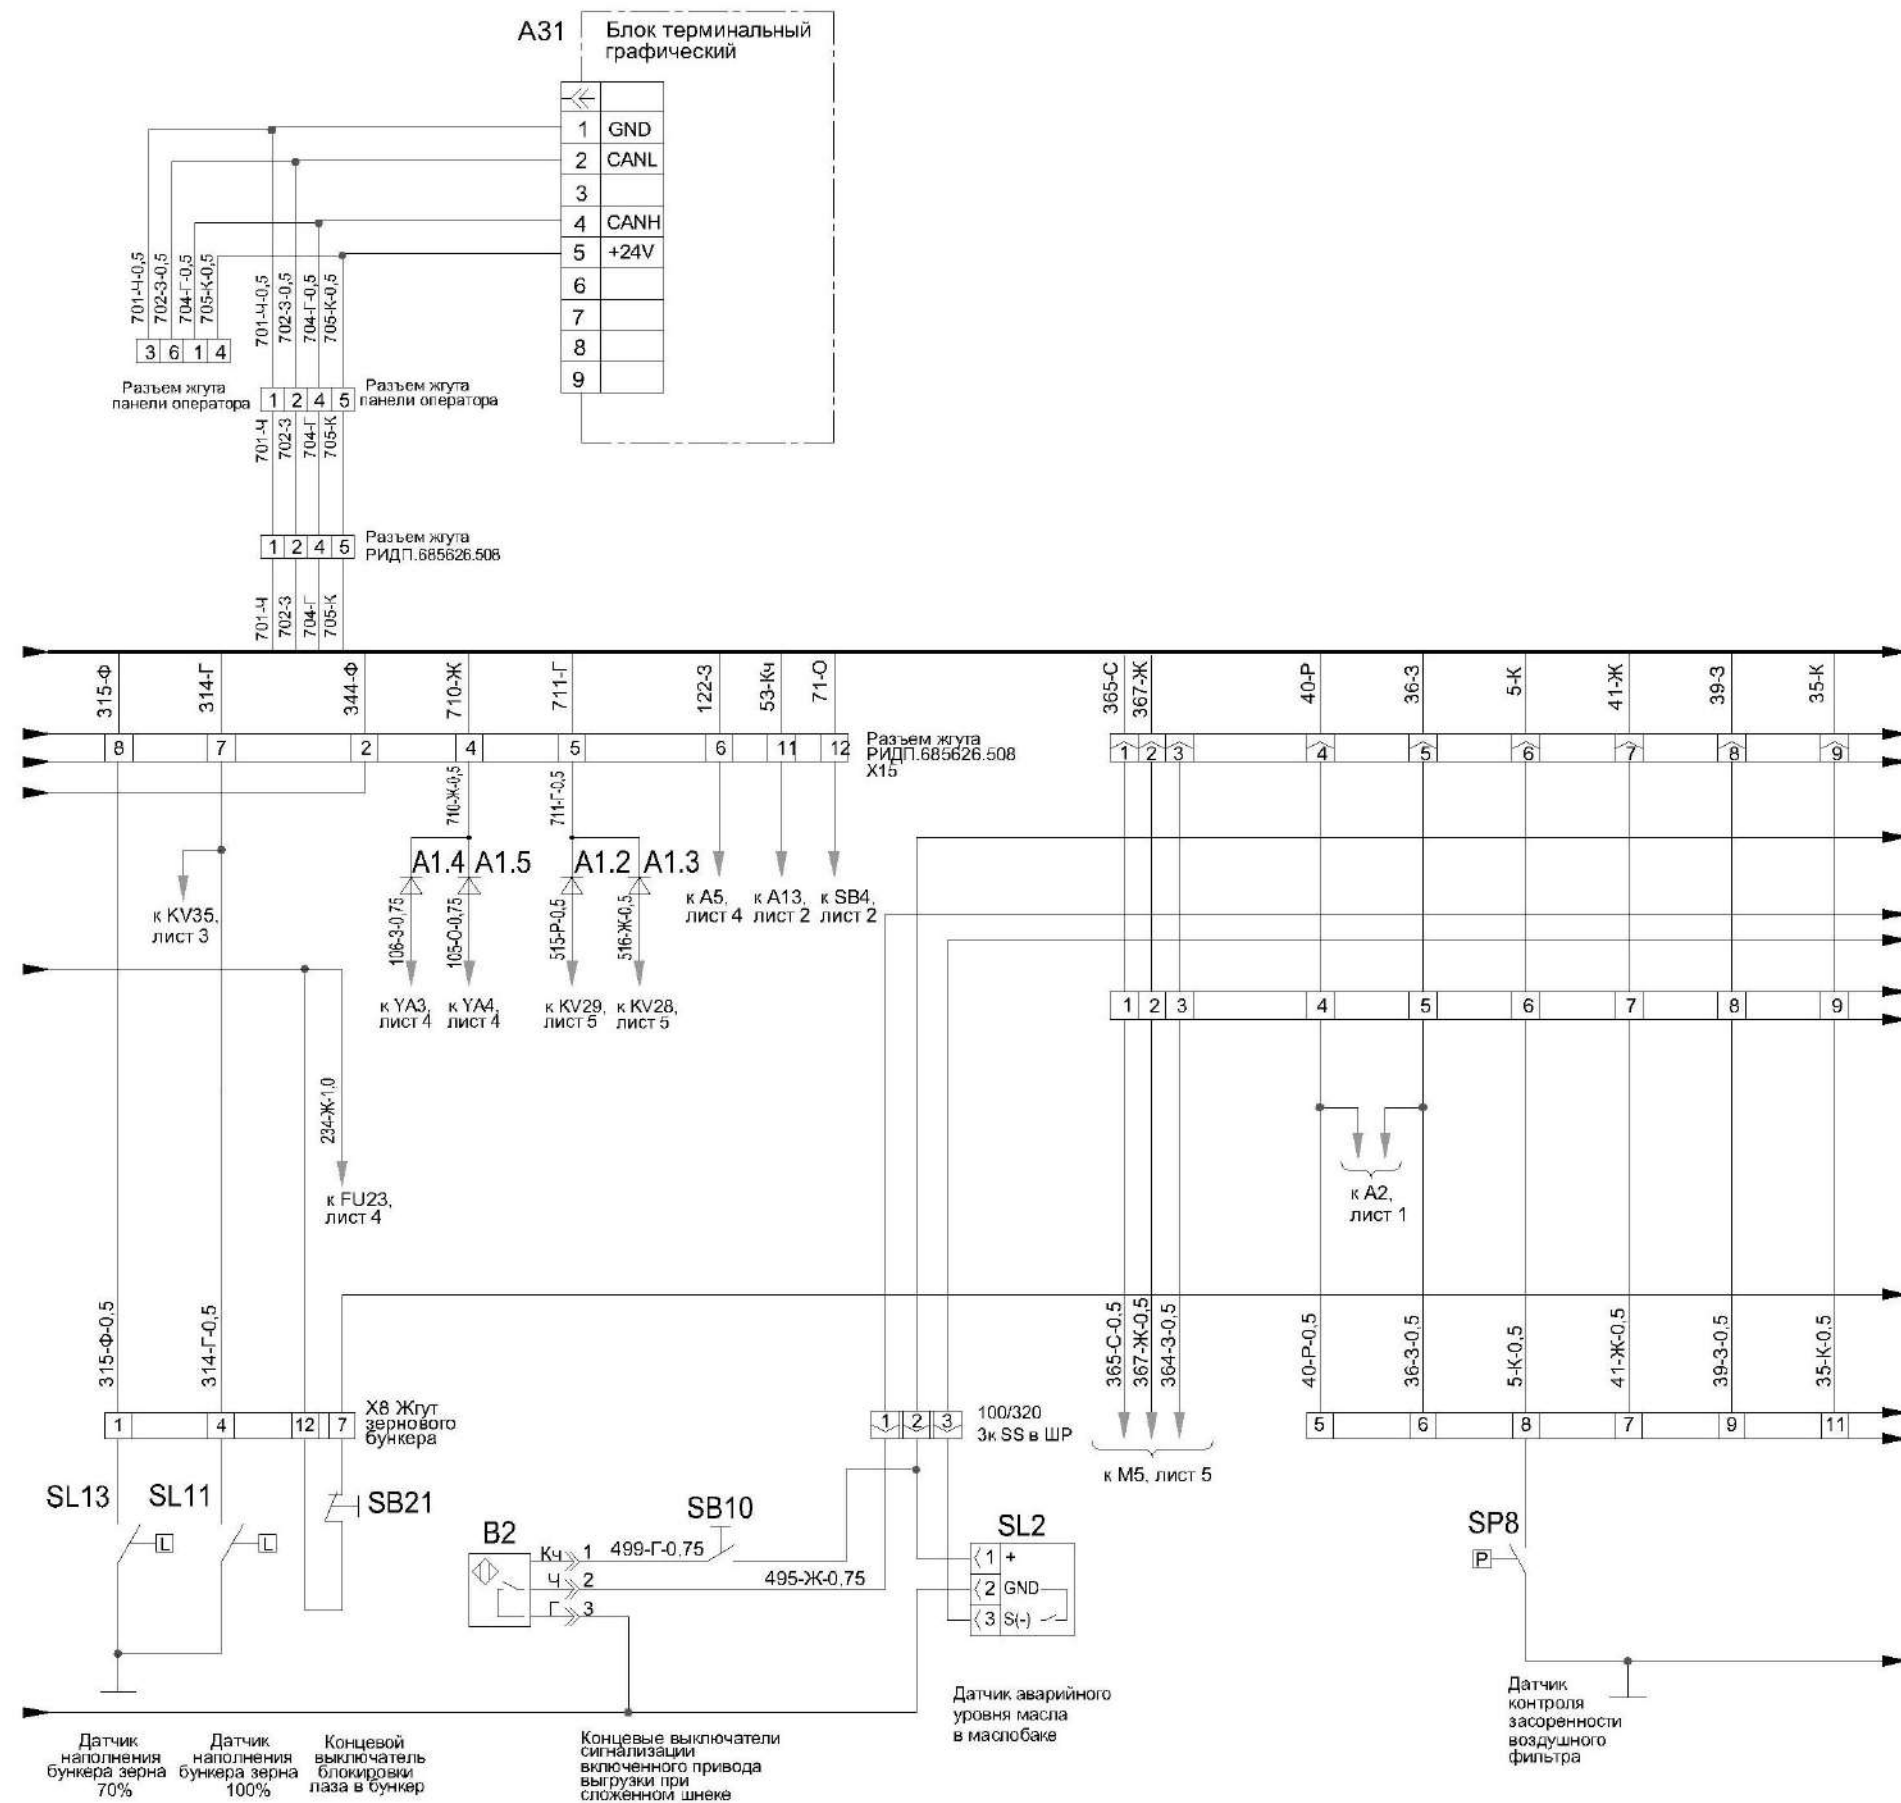 A31
Блок терминальный
графический
1 GND
2 CANL
3
4 CANH
5 +24V
6
7
8
9
701-Ч-0,5
702-З-0,5
704-Г-0,5
705-К-0,5
701-Ч-0,5
702-З-0,5
704-Г-0,5
705-К-0,5
3 6 1 4
Разъем жгута
панели оператора
1 2 4 5
Разъем жгута
панели оператора
701-Ч
702-З
704-Г
705-К
1 2 4 5
Разъем жгута
РИДП.685626.508
701-Ч
702-З
704-Г
705-К
315-Ф
314-Г
344-Ф
710-Ж
711-Г
122-З
53-Кч
71-О
365-С
367-Ж
40-Р
36-З
5-К
41-Ж
39-З
35-К
8 7 2 4 5 6 11 12
Разъем жгута
РИДП.685626.508
X15
1 2 3 4 5 6 7 8 9
710-Ж-0,5
711-Г-0,5
A1.4 A1.5 A1.2 A1.3
к KV35,
лист 3
106-З-0,75
105-О-0,75
515-Р-0,5
516-Ж-0,5
к A5,
лист 4
к A13,
лист 2
к SB4,
лист 2
к YA3,
лист 4
к YA4,
лист 4
к KV29,
лист 5
к KV28,
лист 5
1 2 3 4 5 6 7 8 9
234-Ж-1,0
к FU23,
лист 4
к A2,
лист 1
315-Ф-0,5
314-Г-0,5
365-С-0,5
367-Ж-0,5
364-З-0,5
40-Р-0,5
36-З-0,5
5-К-0,5
41-Ж-0,5
39-З-0,5
35-К-0,5
1 4 12 7
X8 Жгут
зернового
бункера
1 2 3
100/320
3к SS в ШР
к M5, лист 5
5 6 8 7 9 11
SL13
L
SL11
L
SB21
B2
Кч 1 499-Г-0,75
Ч 2 495-Ж-0,75
Г 3
SB10
SL2
1 +
2 GND
3 S(-)
SP8
P
Датчик
наполнения
бункера зерна
70%
Датчик
наполнения
бункера зерна
100%
Концевой
выключатель
блокировки
лаза в бункер
Концевые выключатели
сигнализации
включенного привода
выгрузки при
сложенном шнеке
Датчик аварийного
уровня масла
в маслобаке
Датчик
контроля
засоренности
воздушного
фильтра